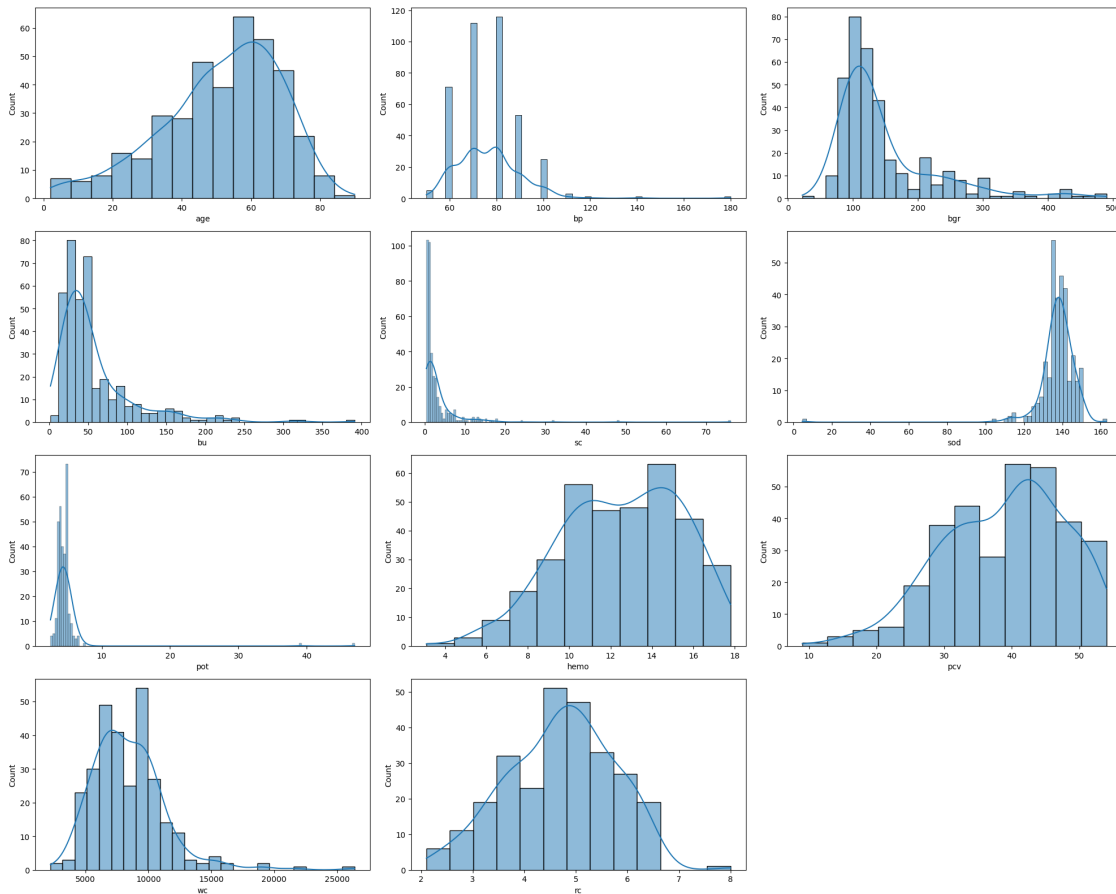 Count
60
50
40
30
20
10
0
0 20 40 60 80
age
Count
120
100
80
60
40
20
0
60 80 100 120 140 160 180
bp
Count
80
70
60
50
40
30
20
10
0
0 100 200 300 400 500
bgr
Count
80
70
60
50
40
30
20
10
0
0 50 100 150 200 250 300 350 400
bu
Count
100
80
60
40
20
0
0 10 20 30 40 50 60 70
sc
Count
50
40
30
20
10
0
0 20 40 60 80 100 120 140 160
sod
Count
70
60
50
40
30
20
10
0
10 20 30 40
pot
Count
60
50
40
30
20
10
0
4 6 8 10 12 14 16 18
hemo
Count
50
40
30
20
10
0
10 20 30 40 50
pcv
Count
50
40
30
20
10
0
5000 10000 15000 20000 25000
wc
Count
50
40
30
20
10
0
2 3 4 5 6 7 8
rc